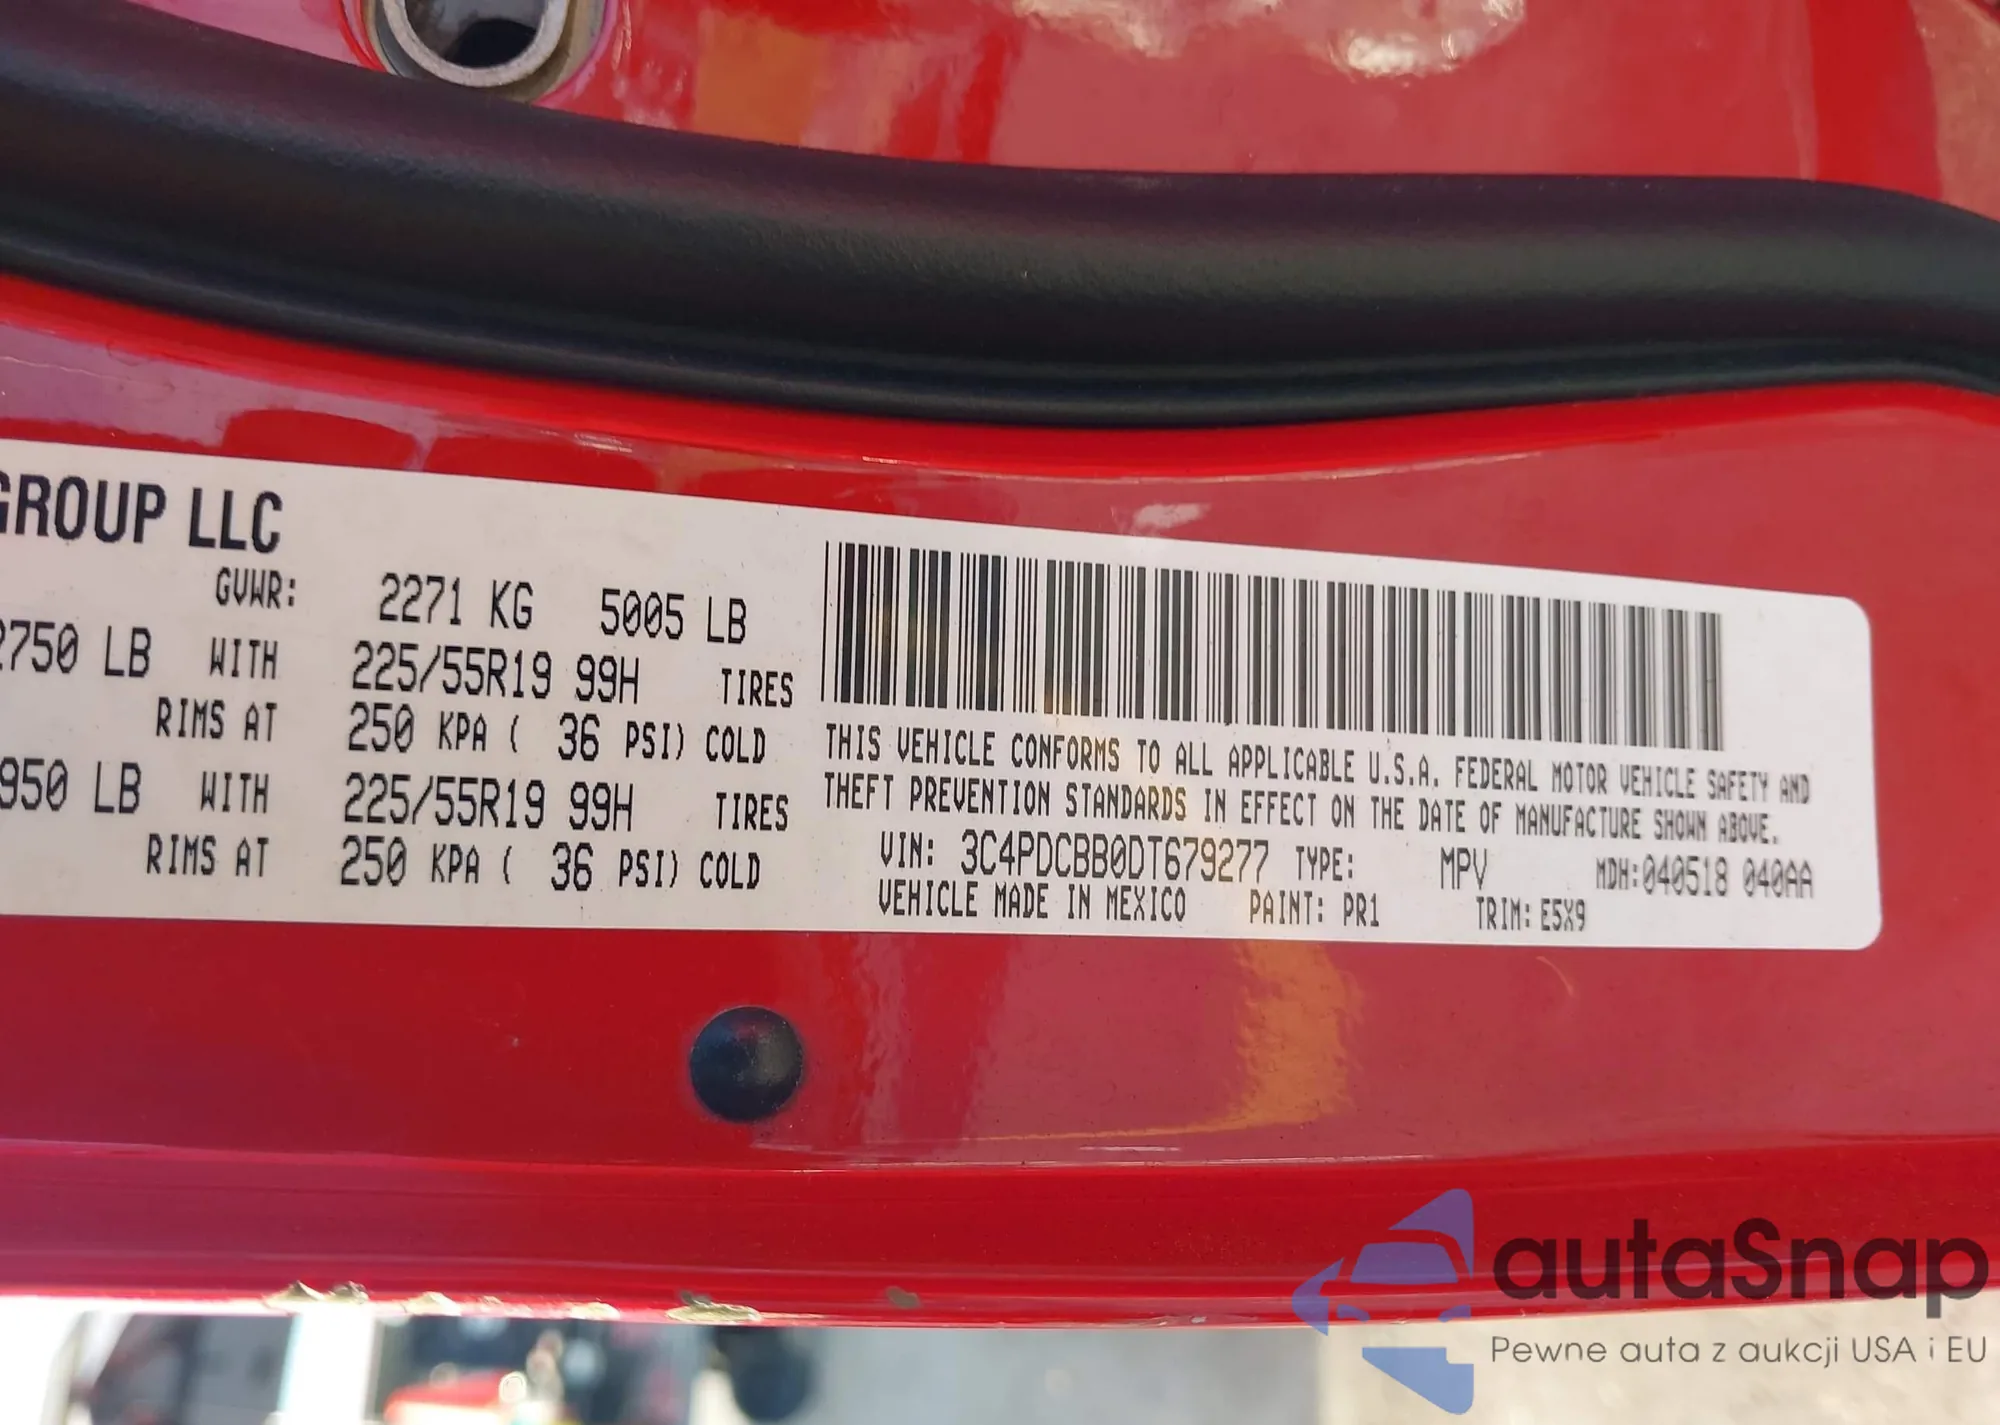 GROUP LLC
GVWR: 2271 KG 5005 LB
2750 LB WITH 225/55R19 99H TIRES
RIMS AT 250 KPA ( 36 PSI) COLD
950 LB WITH 225/55R19 99H TIRES
RIMS AT 250 KPA ( 36 PSI) COLD
THIS VEHICLE CONFORMS TO ALL APPLICABLE U.S.A. FEDERAL MOTOR VEHICLE SAFETY AND
THEFT PREVENTION STANDARDS IN EFFECT ON THE DATE OF MANUFACTURE SHOWN ABOVE.
VIN: 3C4PDCBB0DT679277 TYPE: MPV MDH:040518 040AA
VEHICLE MADE IN MEXICO PAINT: PR1 TRIM: E5X9
autaSnap
Pewne auta z aukcji USA i EU